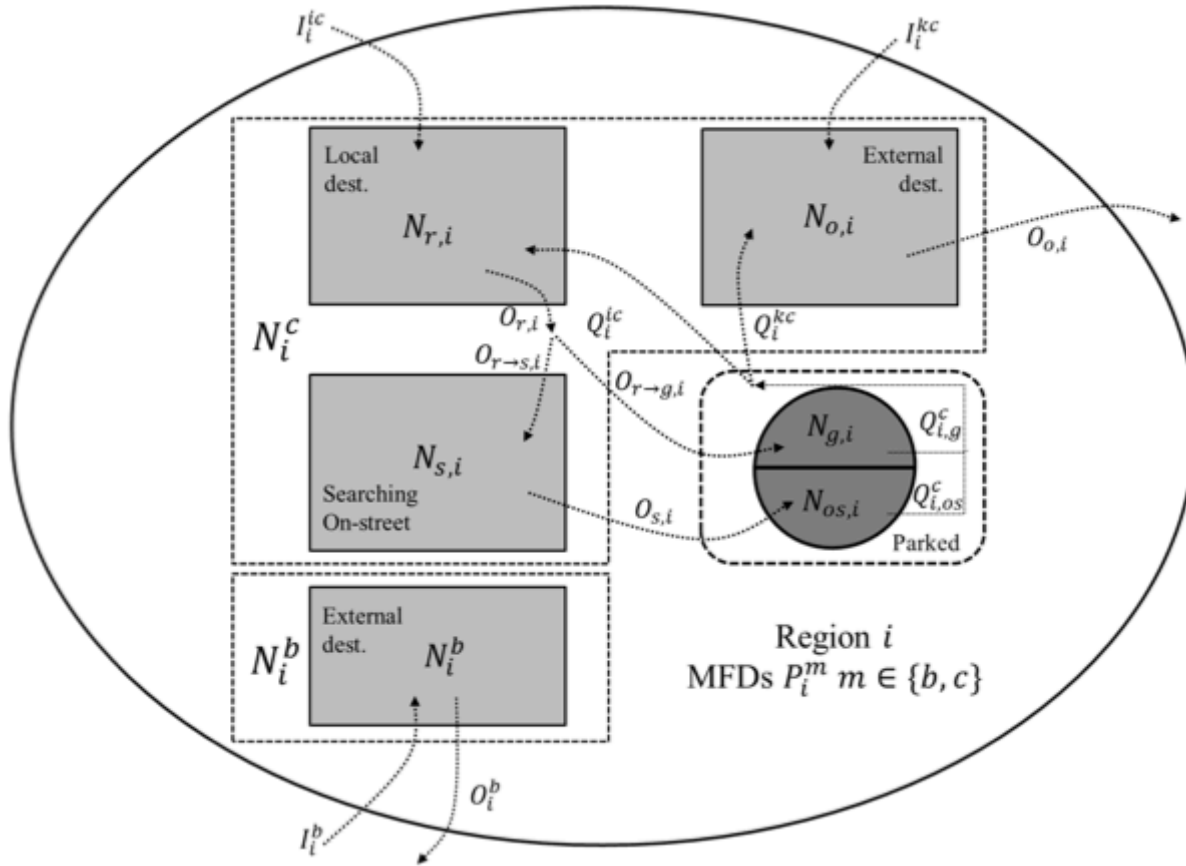 I_i^{ic}
I_i^{kc}
Local
dest.
N_{r,i}
External
dest.
N_{o,i}
O_{o,i}
N_i^c
O_{r,i}
Q_i^{ic}
Q_i^{kc}
O_{r→s,i}
O_{r→g,i}
N_{s,i}
Searching
On-street
O_{s,i}
N_{g,i}
Q_{i,g}^c
N_{os,i}
Q_{i,os}^c
Parked
N_i^b
External
dest.
N_i^b
Region i
MFDs P_i^m m ∈ {b, c}
O_i^b
I_i^b